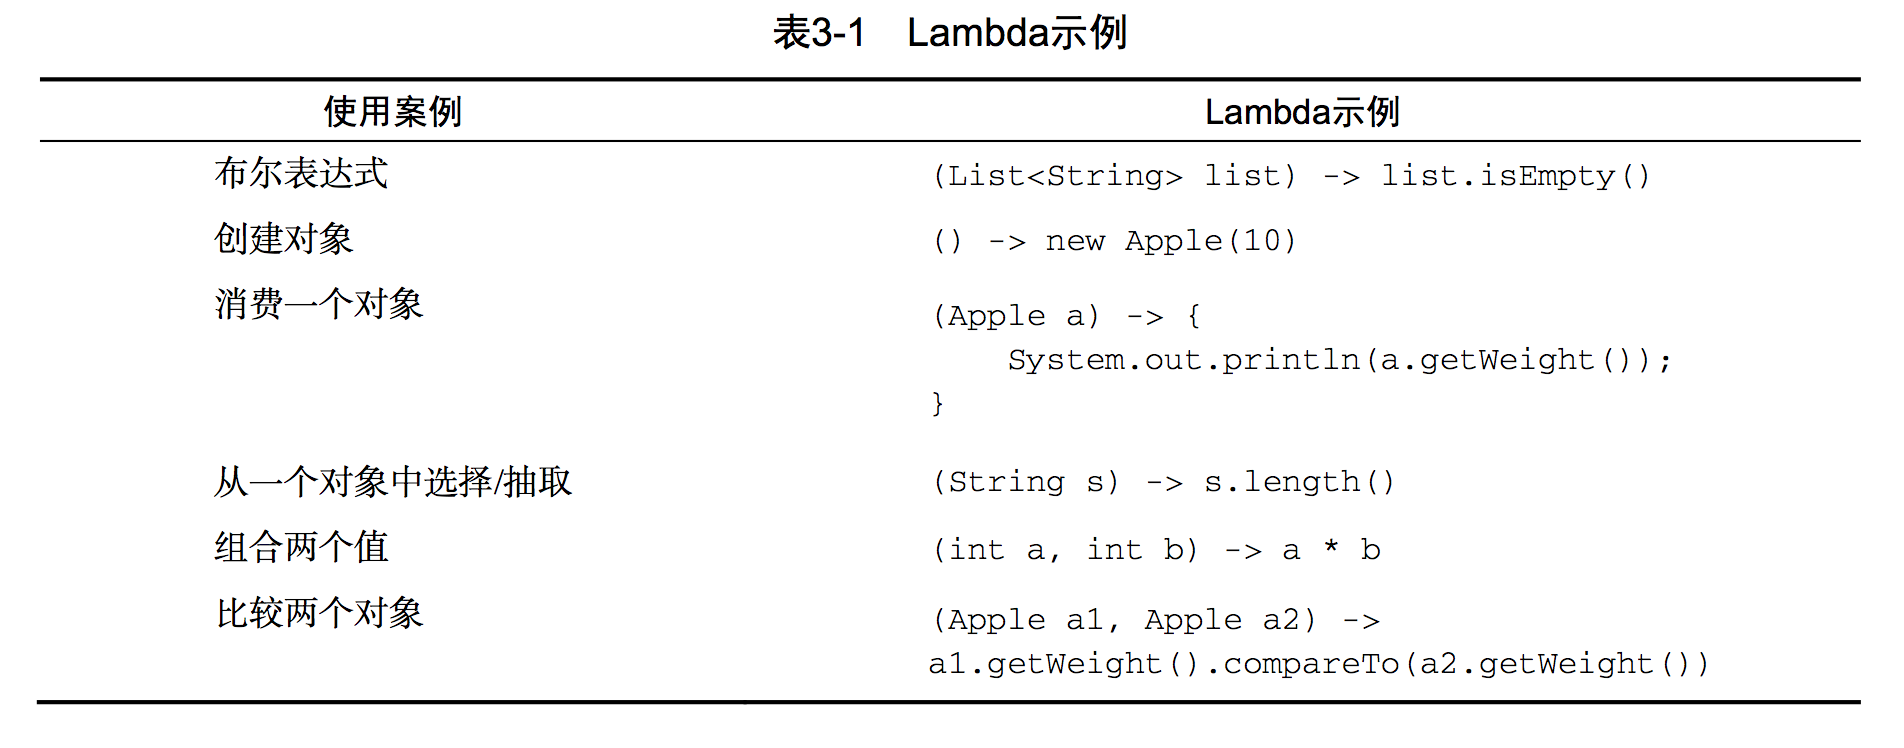 表3-1 Lambda示例
使用案例 Lambda示例
布尔表达式 (List<String> list) -> list.isEmpty()
创建对象 () -> new Apple(10)
消费一个对象 (Apple a) -> {
System.out.println(a.getWeight());
}
从一个对象中选择/抽取 (String s) -> s.length()
组合两个值 (int a, int b) -> a * b
比较两个对象 (Apple a1, Apple a2) ->
a1.getWeight().compareTo(a2.getWeight())